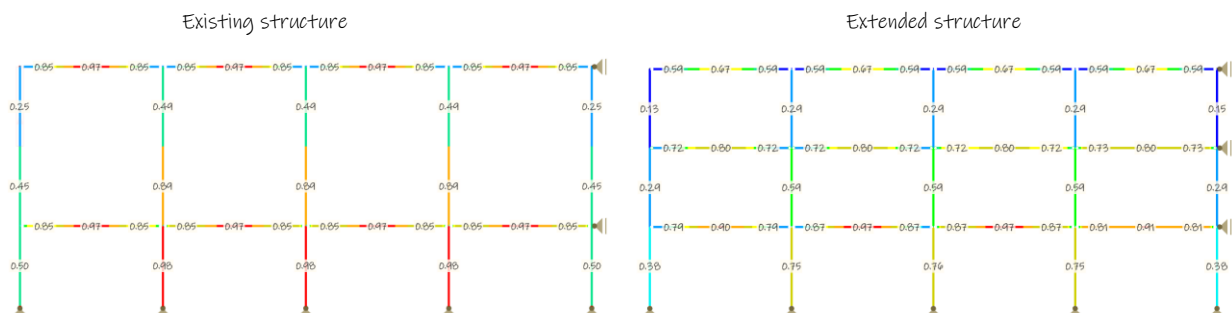 Existing structure
Extended structure
0.85 0.97 0.85 0.85 0.97 0.85 0.85 0.97 0.85 0.85 0.97 0.85
0.59 0.67 0.59 0.59 0.67 0.59 0.59 0.67 0.59 0.59 0.67 0.59
0.25 0.49 0.49 0.49 0.25
0.13 0.29 0.29 0.29 0.15
0.72 0.80 0.72 0.72 0.80 0.72 0.72 0.80 0.72 0.73 0.80 0.73
0.45 0.89 0.89 0.89 0.45
0.29 0.59 0.59 0.59 0.29
0.85 0.97 0.85 0.85 0.97 0.85 0.85 0.97 0.85 0.85 0.97 0.85
0.79 0.90 0.79 0.87 0.97 0.87 0.87 0.97 0.87 0.81 0.91 0.81
0.50 0.98 0.98 0.98 0.50
0.38 0.75 0.76 0.75 0.38